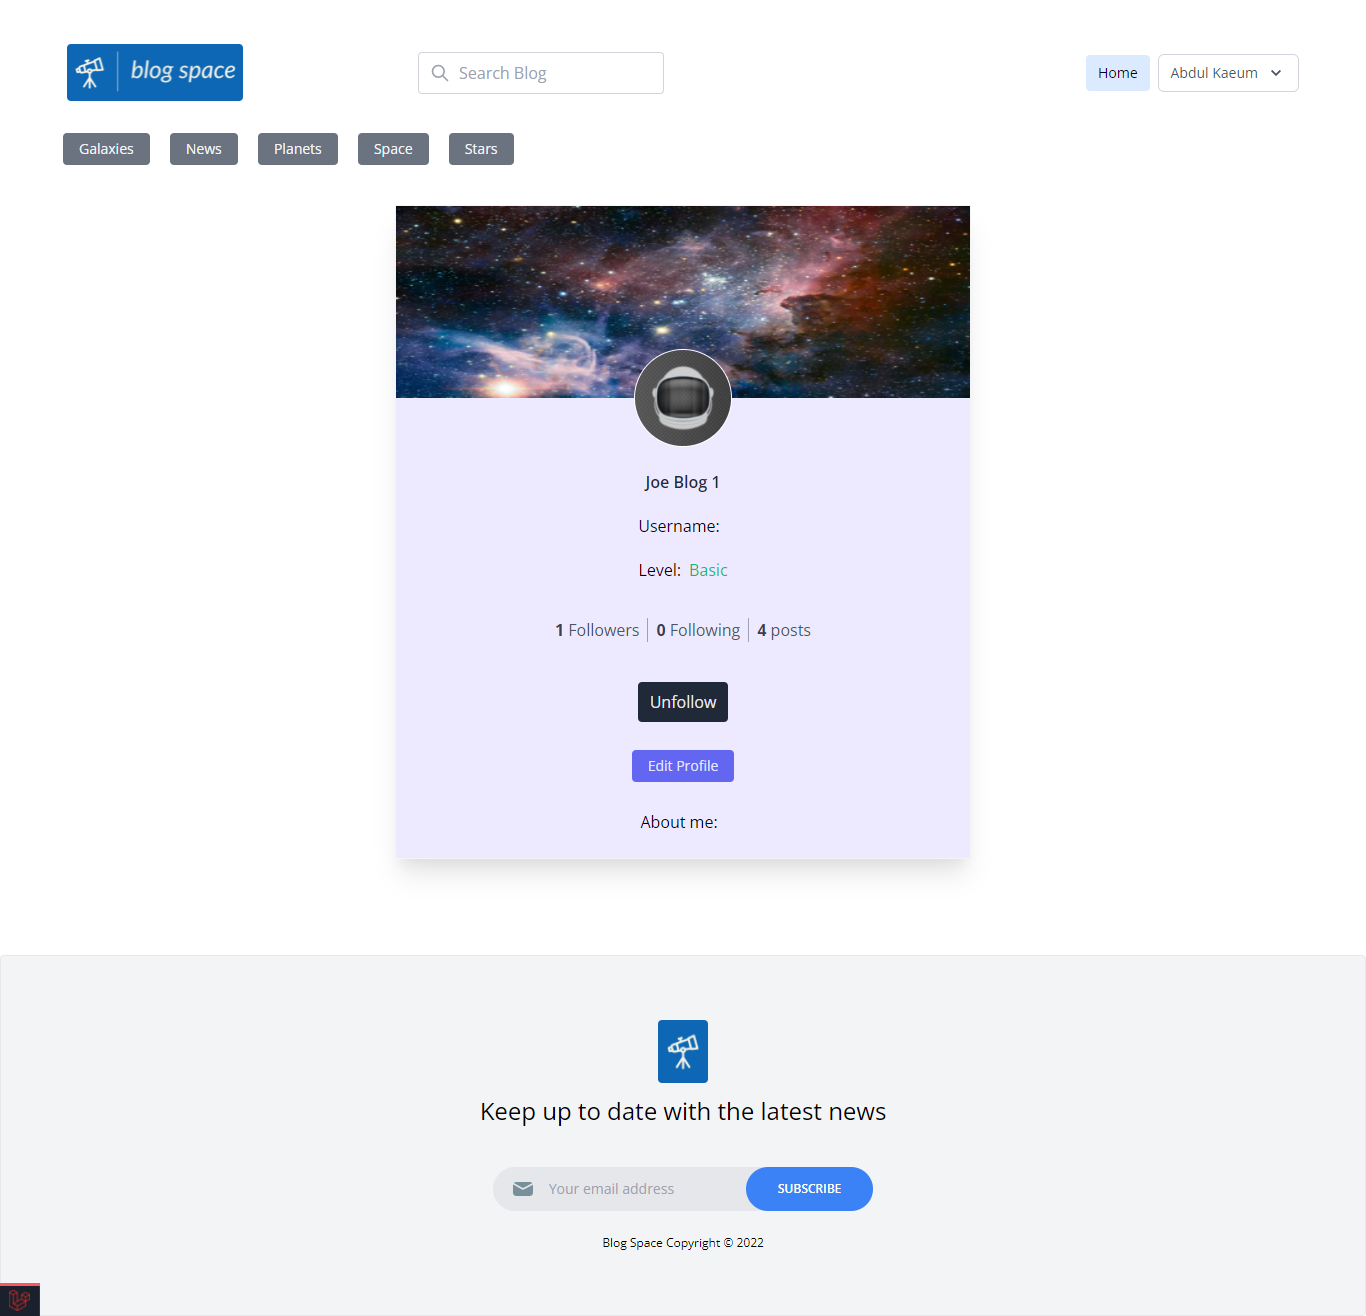 blog space
Search Blog
Home
Abdul Kaeum
Galaxies
News
Planets
Space
Stars
Joe Blog 1
Username:
Level: Basic
1 Followers
0 Following
4 posts
Unfollow
Edit Profile
About me:
Keep up to date with the latest news
Your email address
SUBSCRIBE
Blog Space Copyright © 2022